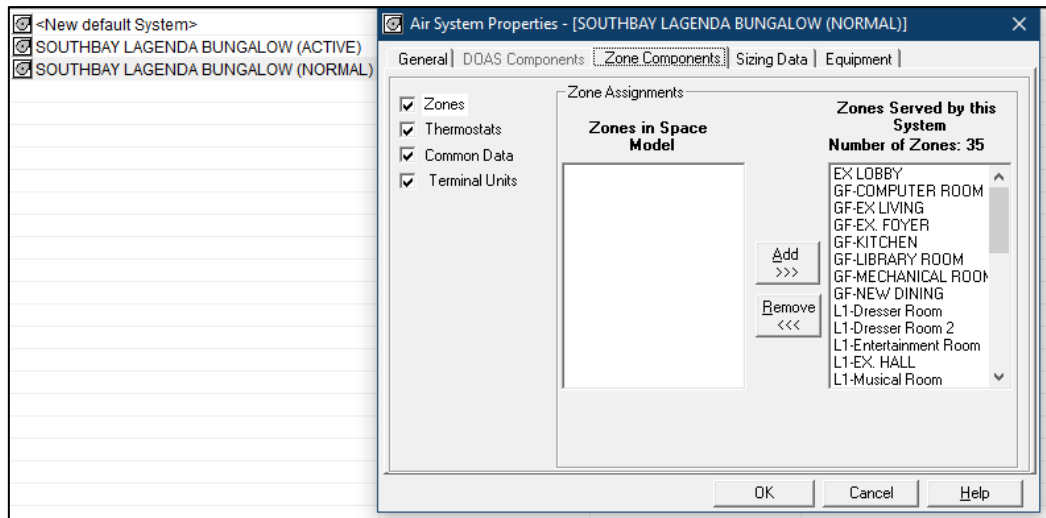 <New default System>
SOUTHBAY LAGENDA BUNGALOW (ACTIVE)
SOUTHBAY LAGENDA BUNGALOW (NORMAL)
Air System Properties - [SOUTHBAY LAGENDA BUNGALOW (NORMAL)]
General
DOAS Components
Zone Components
Sizing Data
Equipment
Zones
Thermostats
Common Data
Terminal Units
Zone Assignments
Zones in Space
Model
Add
>>>
Remove
<<<
Zones Served by this
System
Number of Zones: 35
EX LOBBY
GF-COMPUTER ROOM
GF-EX LIVING
GF-EX. FOYER
GF-KITCHEN
GF-LIBRARY ROOM
GF-MECHANICAL ROOM
GF-NEW DINING
L1-Dresser Room
L1-Dresser Room 2
L1-Entertainment Room
L1-EX. HALL
L1-Musical Room
OK
Cancel
Help